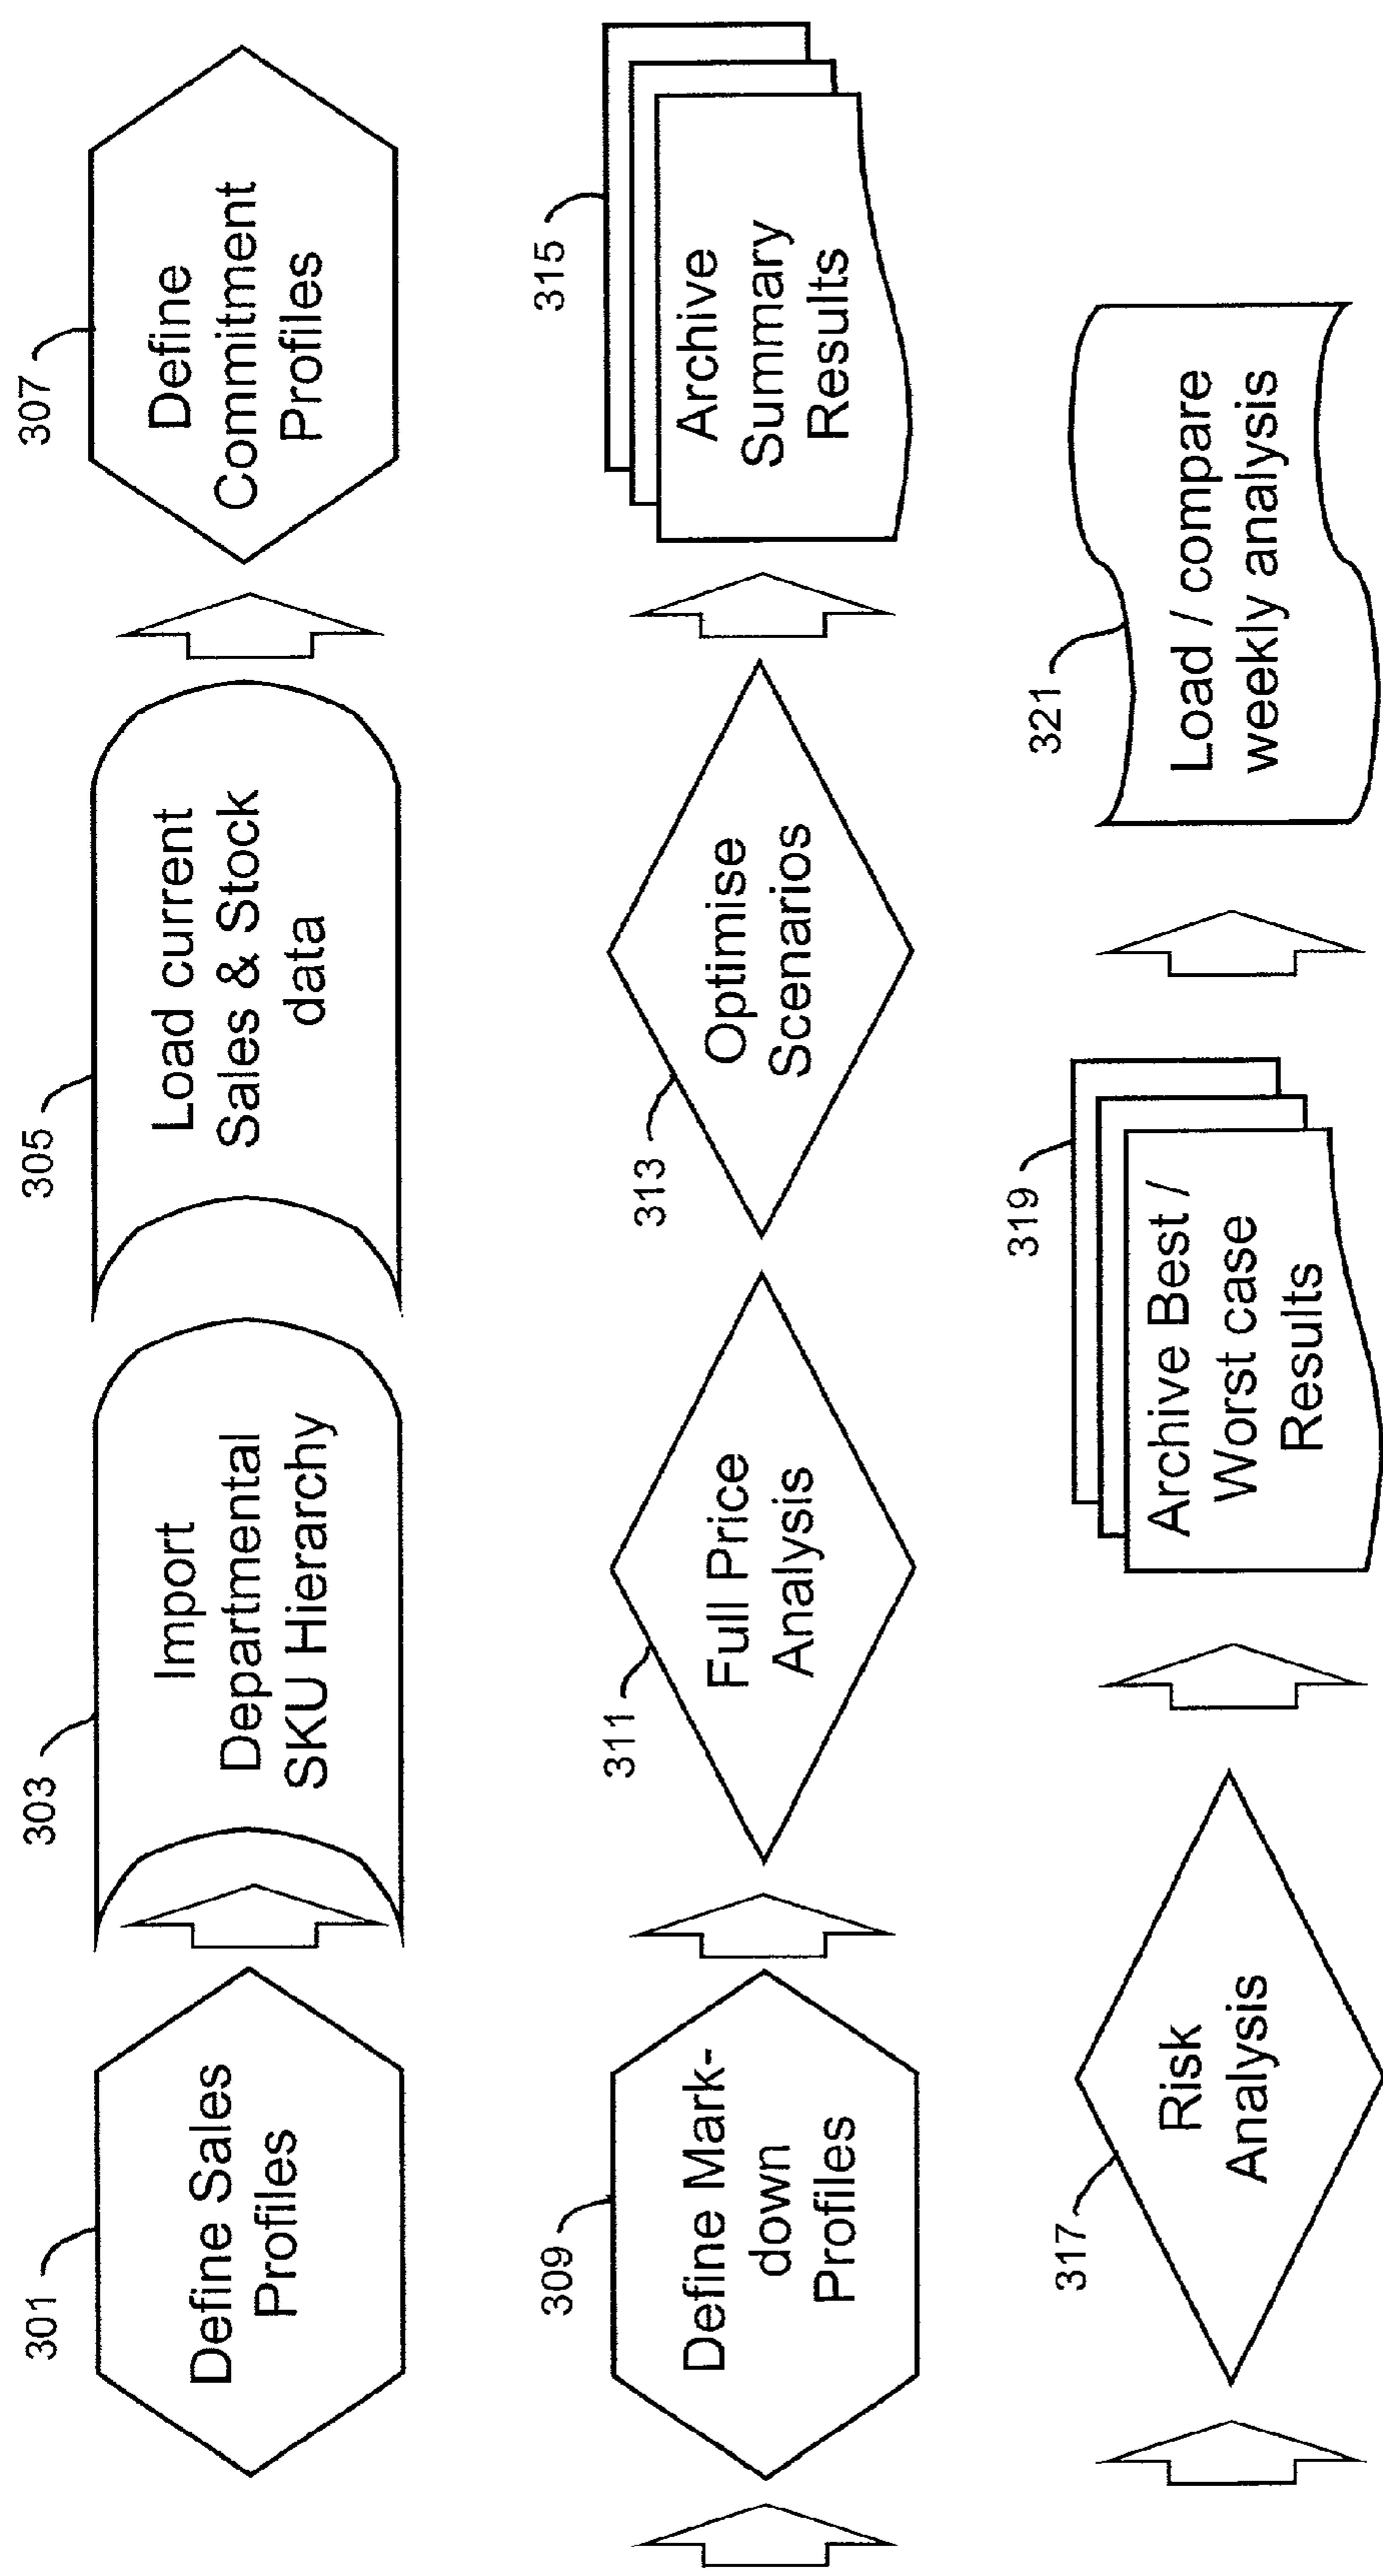 301
Define Sales
Profiles
303
Import
Departmental
SKU Hierarchy
305
Load current
Sales & Stock
data
307
Define
Commitment
Profiles
309
Define Mark-
down
Profiles
311
Full Price
Analysis
313
Optimise
Scenarios
315
Archive
Summary
Results
317
Risk
Analysis
319
Archive Best /
Worst case
Results
321
Load / compare
weekly analysis